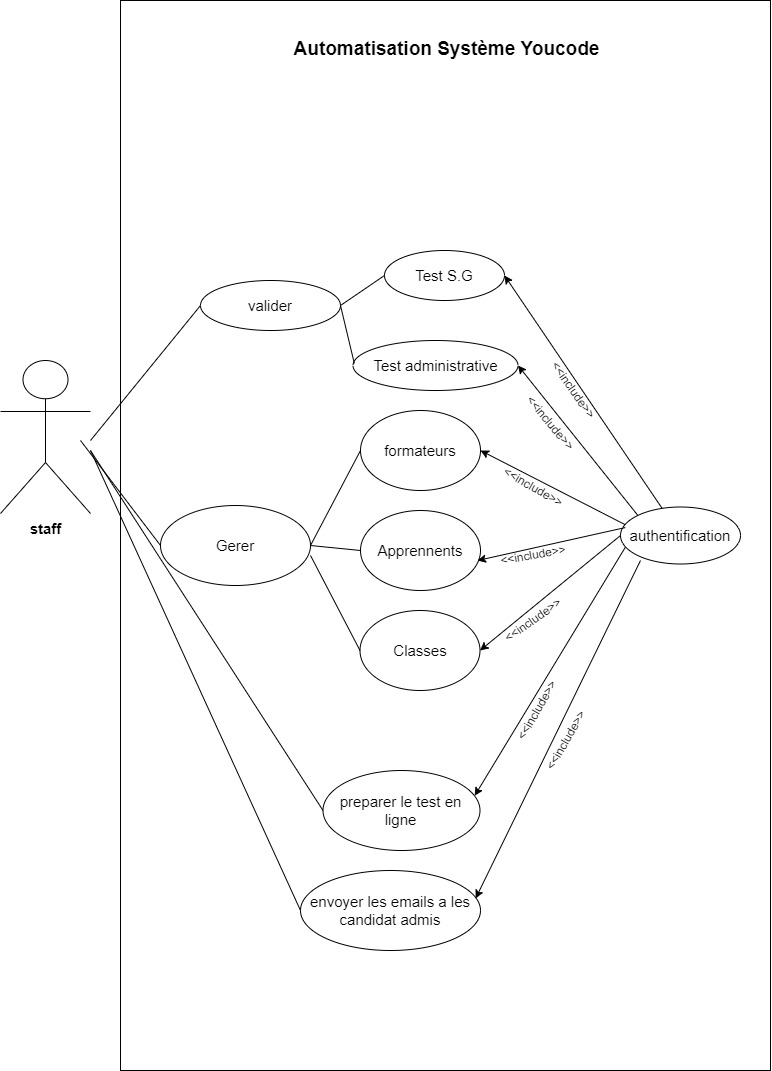 Automatisation Système Youcode
Test S.G
valider
Test administrative
<<include>>
<<include>>
formateurs
<<include>>
staff
Gerer
Apprennents
<<include>>
authentification
Classes
<<include>>
<<include>>
<<include>>
preparer le test en
ligne
envoyer les emails a les
candidat admis